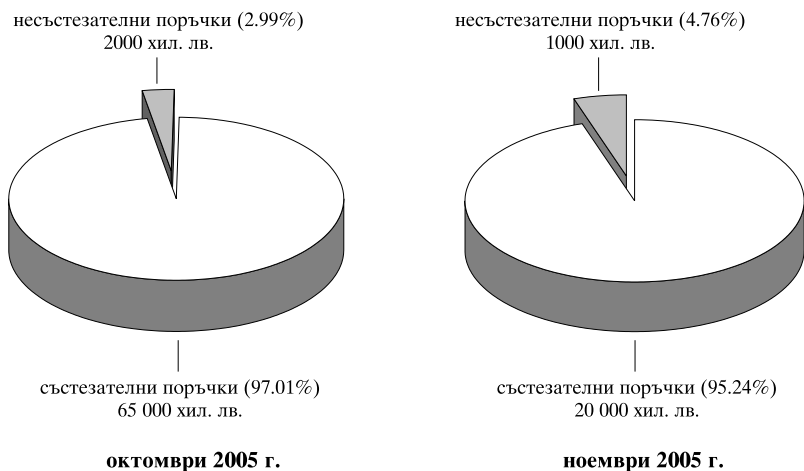 несъстезателни поръчки (2.99%)
2000 хил. лв.
състезателни поръчки (97.01%)
65 000 хил. лв.
октомври 2005 г.
несъстезателни поръчки (4.76%)
1000 хил. лв.
състезателни поръчки (95.24%)
20 000 хил. лв.
ноември 2005 г.